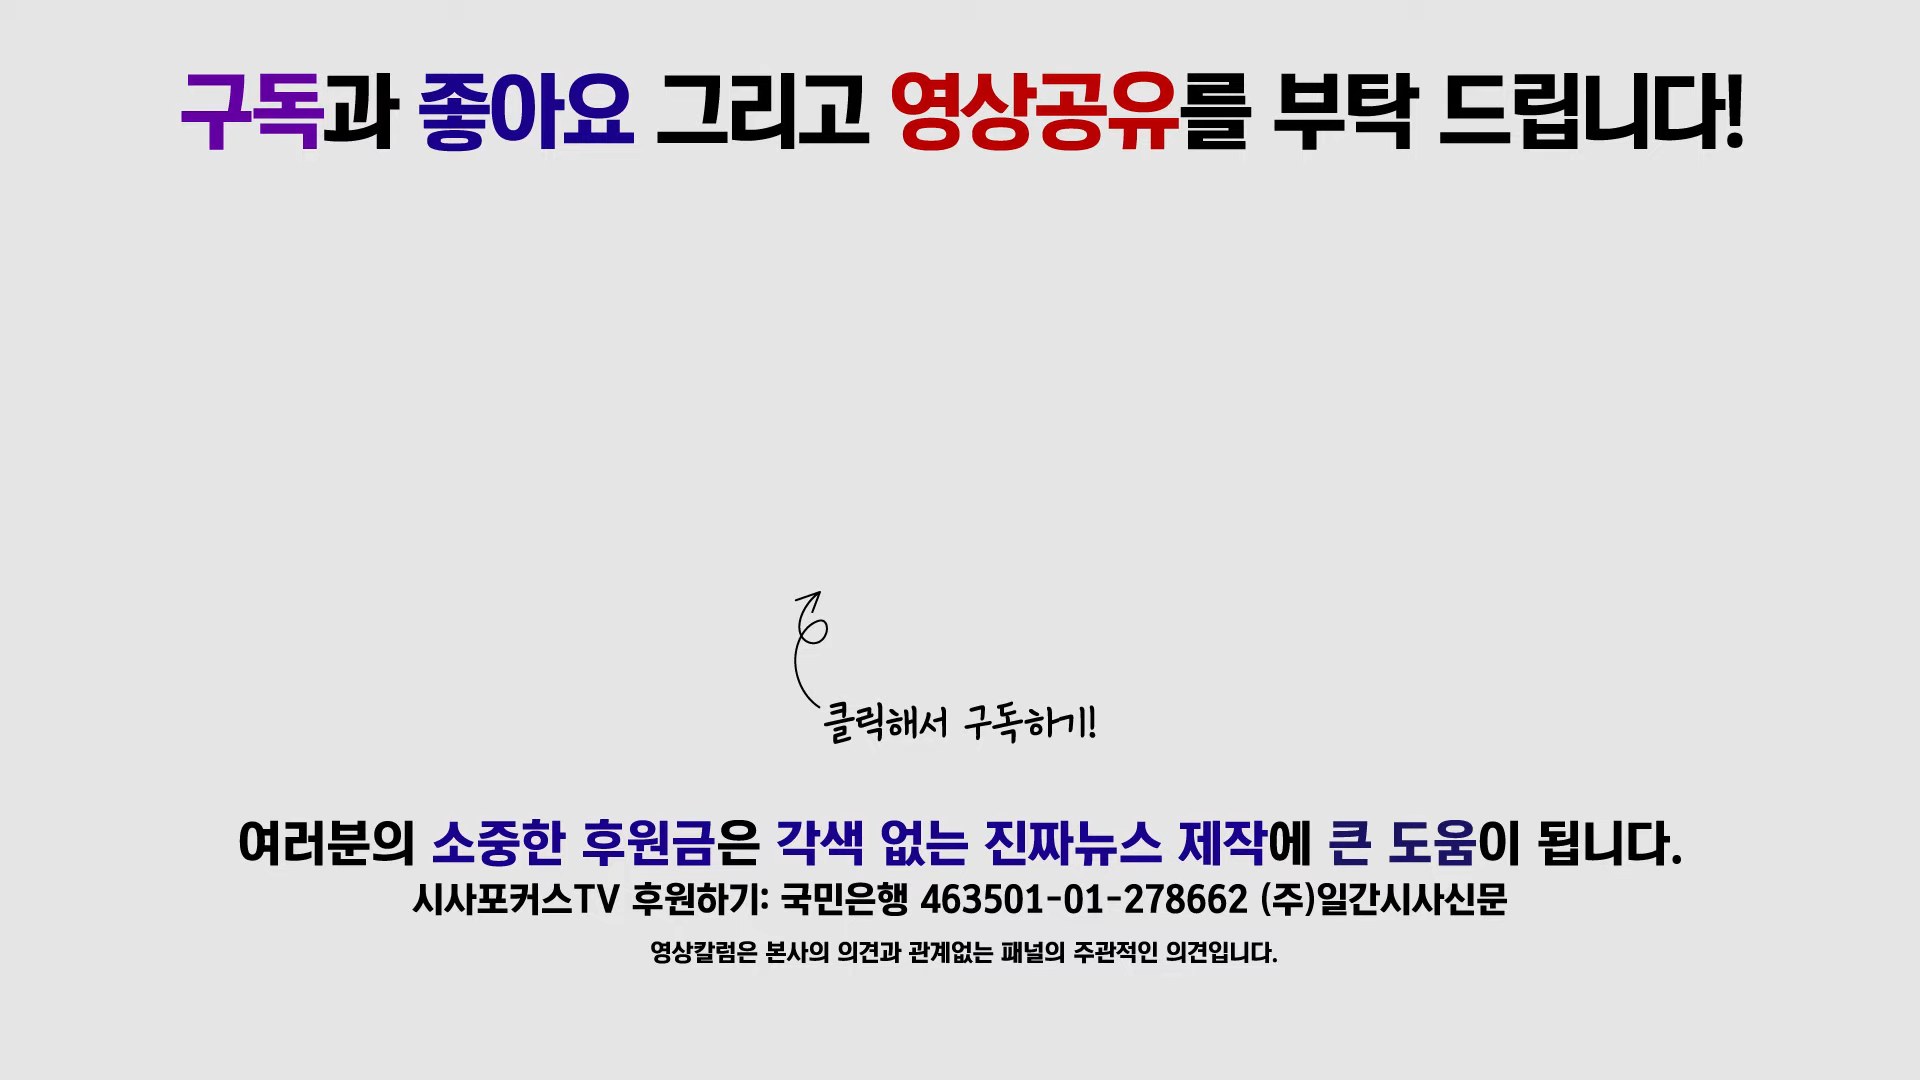 구독과 좋아요 그리고 영상공유를 부탁 드립니다!
클릭해서 구독하기!
여러분의 소중한 후원금은 각색 없는 진짜뉴스 제작에 큰 도움이 됩니다.
시사포커스TV 후원하기: 국민은행 463501-01-278662 (주)일간시사신문
영상칼럼은 본사의 의견과 관계없는 패널의 주관적인 의견입니다.